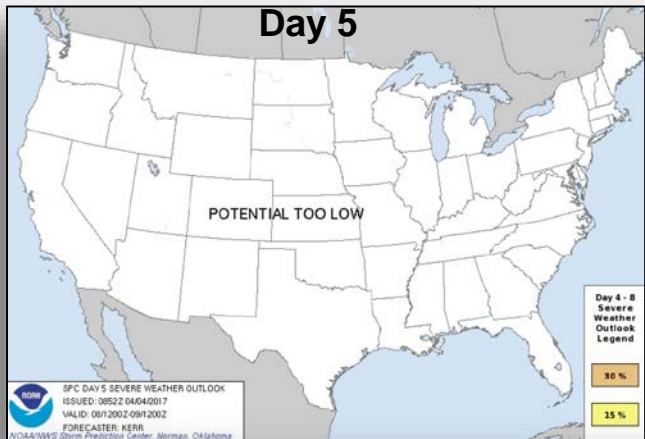 Day 5
POTENTIAL TOO LOW
Day 4 - 8
Severe
Weather
Outlook
Legend
30 %
15 %
NOAA
SPC DAY 5 SEVERE WEATHER OUTLOOK
ISSUED: 0852Z 04/04/2017
VALID: 08/1200Z-09/1200Z
FORECASTER: KERR
NOAA/NWS Storm Prediction Center, Norman, Oklahoma